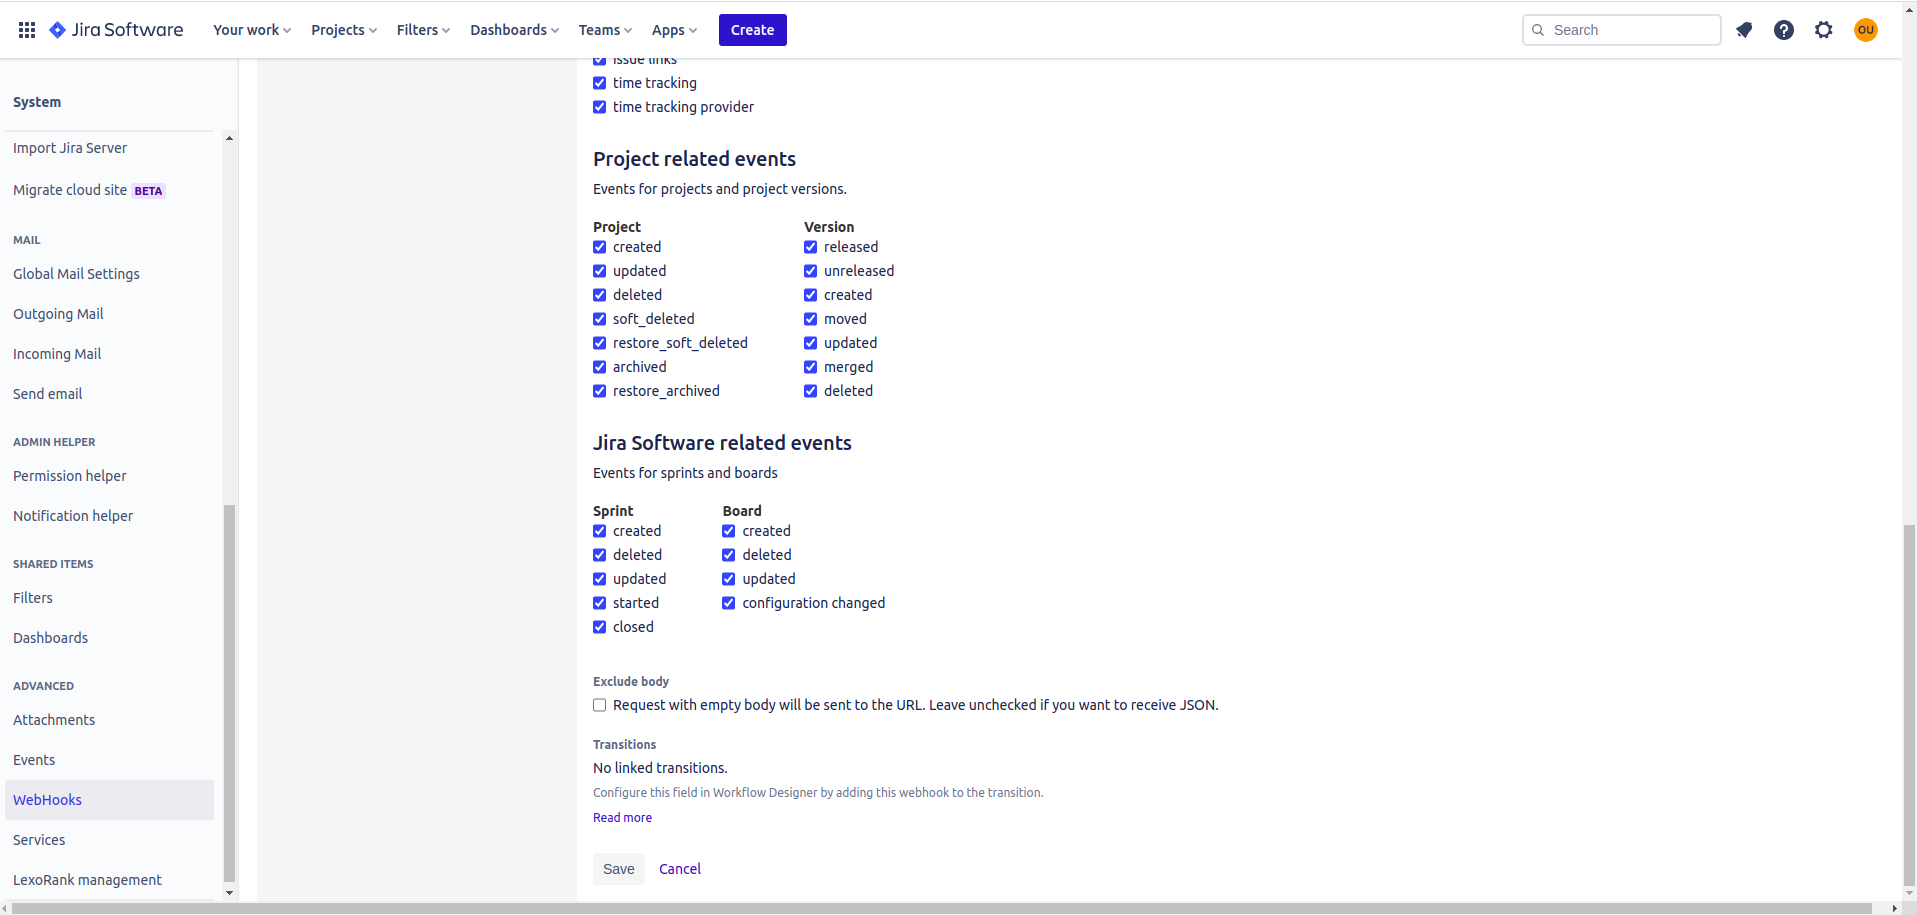 Jira Software
Your work
Projects
Filters
Dashboards
Teams
Apps
Create
Search
OU
System
Import Jira Server
Migrate cloud site BETA
MAIL
Global Mail Settings
Outgoing Mail
Incoming Mail
Send email
ADMIN HELPER
Permission helper
Notification helper
SHARED ITEMS
Filters
Dashboards
ADVANCED
Attachments
Events
WebHooks
Services
LexoRank management
issue links
time tracking
time tracking provider
Project related events
Events for projects and project versions.
Project
created
updated
deleted
soft_deleted
restore_soft_deleted
archived
restore_archived
Version
released
unreleased
created
moved
updated
merged
deleted
Jira Software related events
Events for sprints and boards
Sprint
created
deleted
updated
started
closed
Board
created
deleted
updated
configuration changed
Exclude body
Request with empty body will be sent to the URL. Leave unchecked if you want to receive JSON.
Transitions
No linked transitions.
Configure this field in Workflow Designer by adding this webhook to the transition.
Read more
Save
Cancel